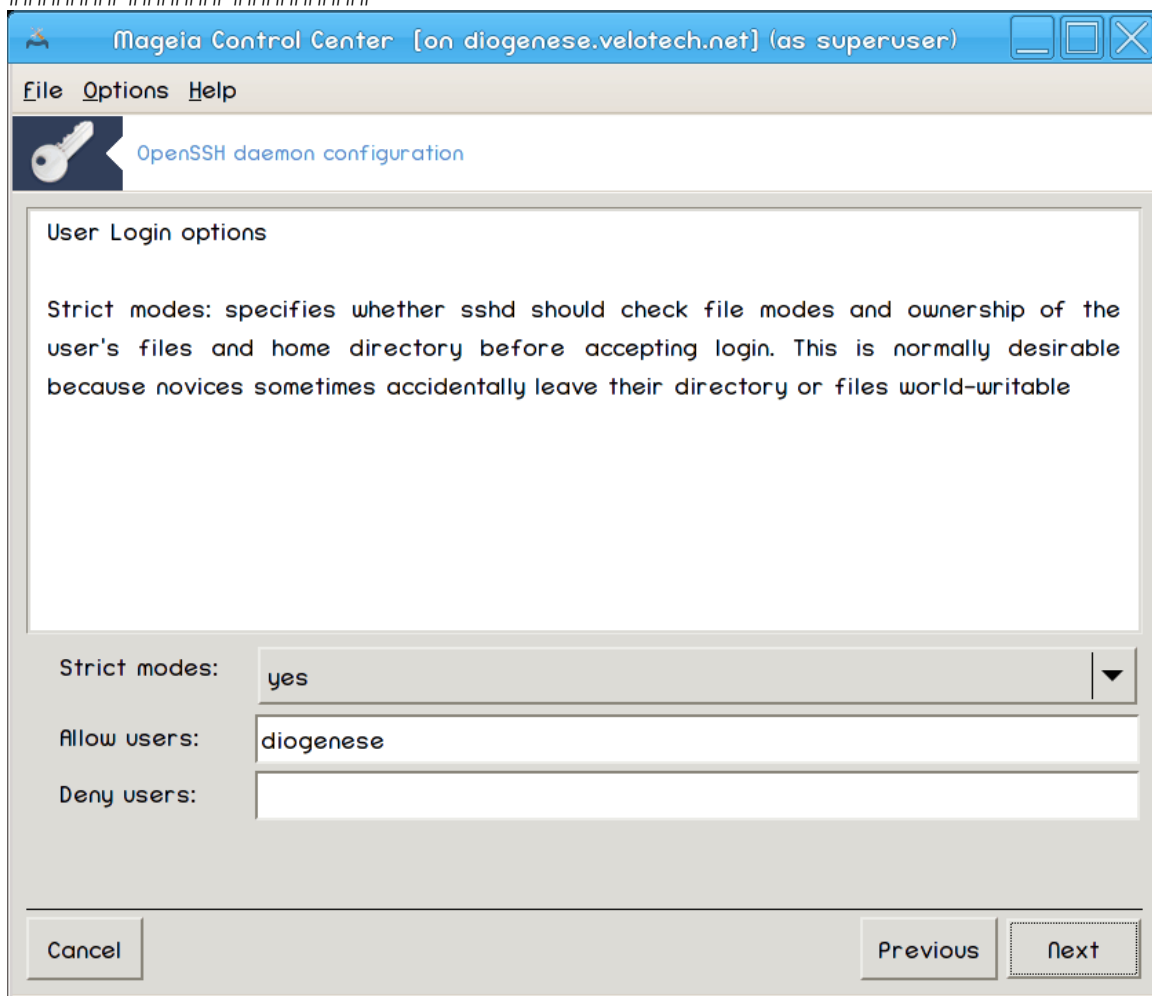 Mageia Control Center [on diogenese.velotech.net] (as superuser)
File Options Help
OpenSSH daemon configuration
User Login options
Strict modes: specifies whether sshd should check file modes and ownership of the
user's files and home directory before accepting login. This is normally desirable
because novices sometimes accidentally leave their directory or files world-writable
Strict modes: yes
Allow users: diogenese
Deny users:
Cancel Previous Next